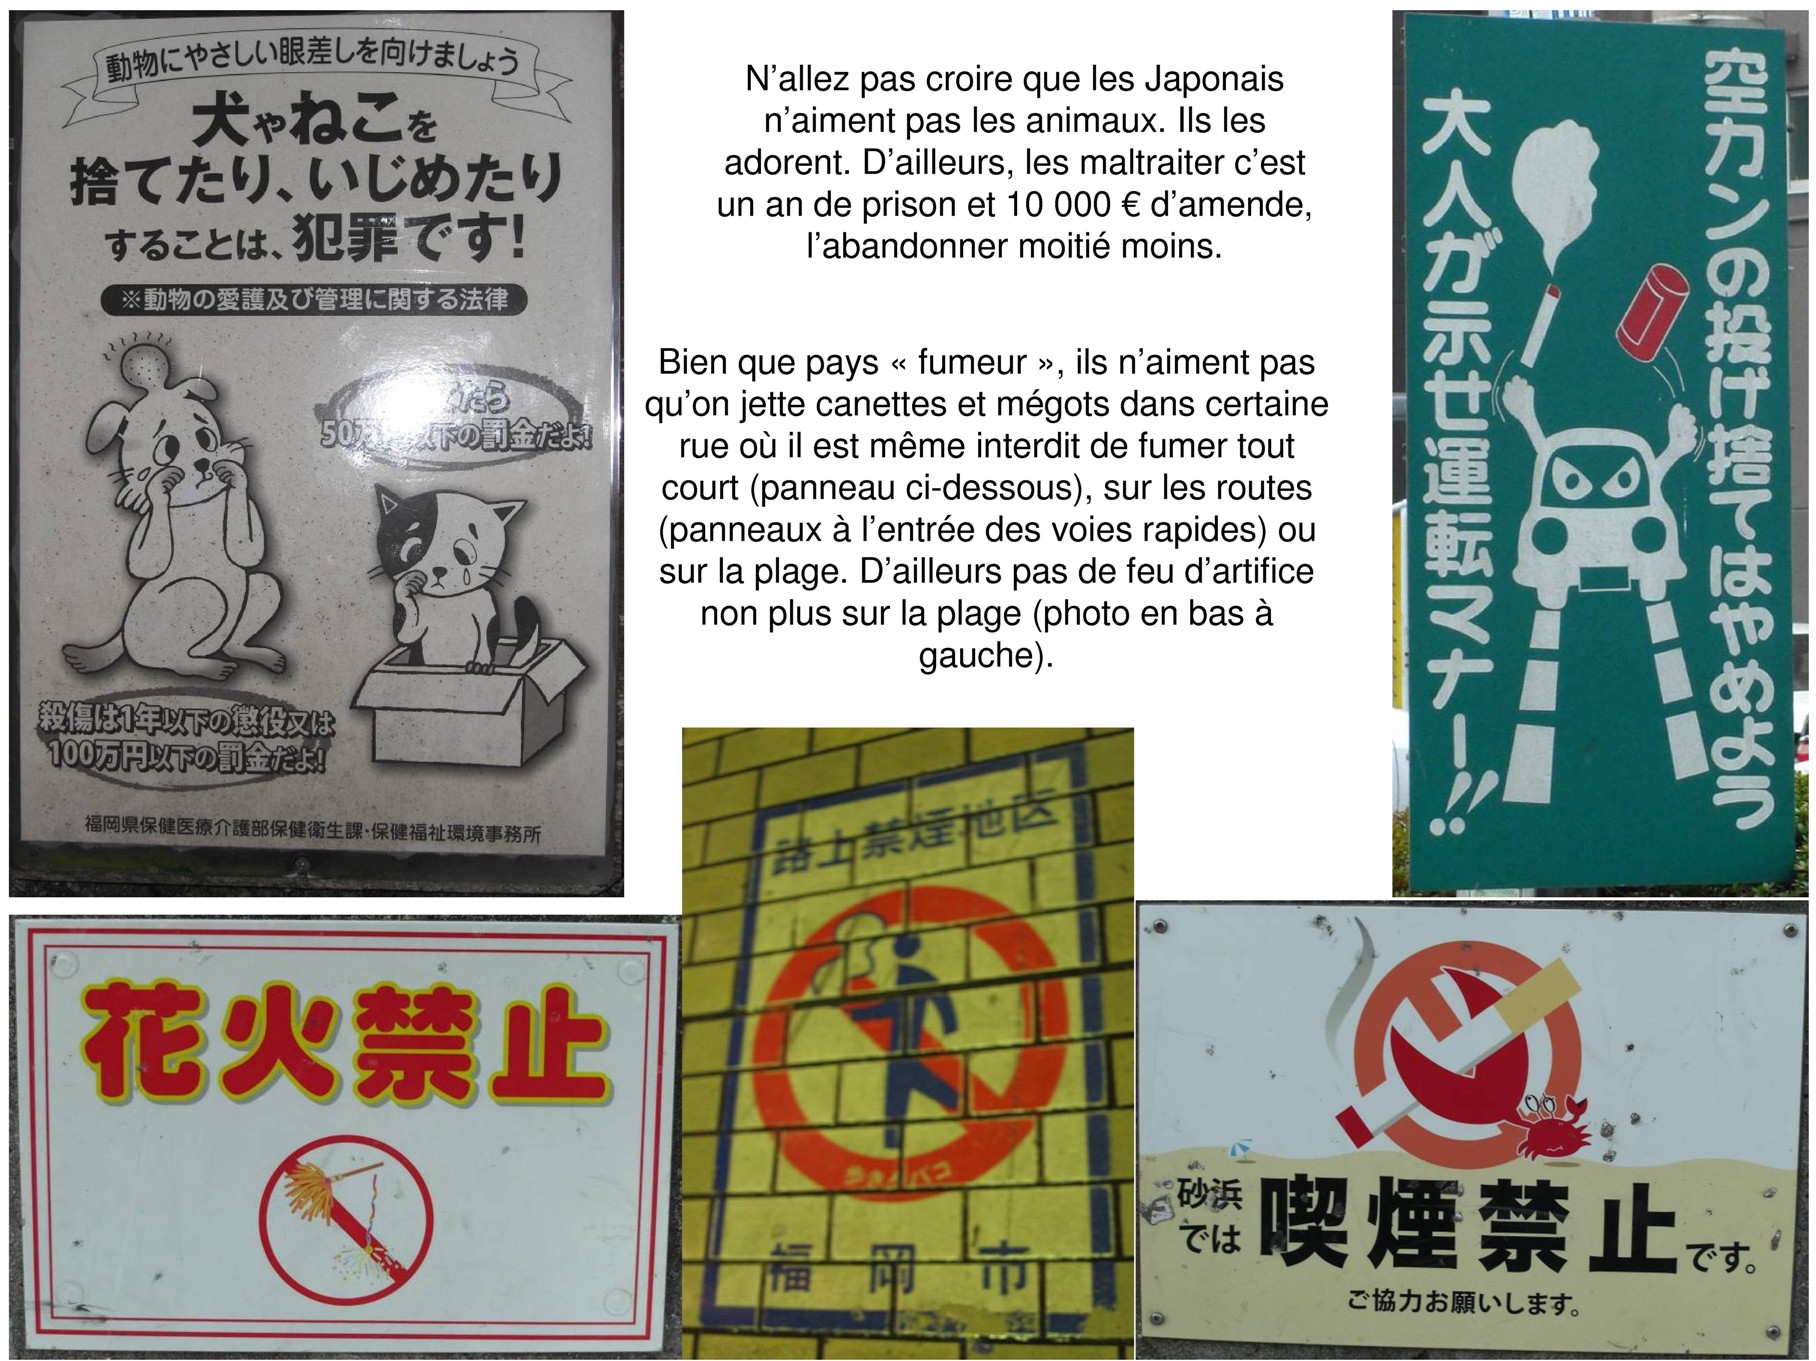 動物にやさしい眼差しを向けましょう
犬やねこを
捨てたり、いじめたり
することは、犯罪です!
※動物の愛護及び管理に関する法律
たら
50万 以下の罰金だよ!
殺傷は1年以下の懲役又は
100万円以下の罰金だよ!
福岡県保健医療介護部保健衛生課・保健福祉環境事務所
N’allez pas croire que les Japonais
n’aiment pas les animaux. Ils les
adorent. D’ailleurs, les maltraiter c’est
un an de prison et 10 000 € d’amende,
l’abandonner moitié moins.
Bien que pays « fumeur », ils n’aiment pas
qu’on jette canettes et mégots dans certaine
rue où il est même interdit de fumer tout
court (panneau ci-dessous), sur les routes
(panneaux à l’entrée des voies rapides) ou
sur la plage. D’ailleurs pas de feu d’artifice
non plus sur la plage (photo en bas à
gauche).
空カンの投げ捨てはやめよう
大人が示せ運転マナー!!
花火禁止
路上禁煙地区
福岡市
砂浜
では
喫煙禁止です。
ご協力お願いします。